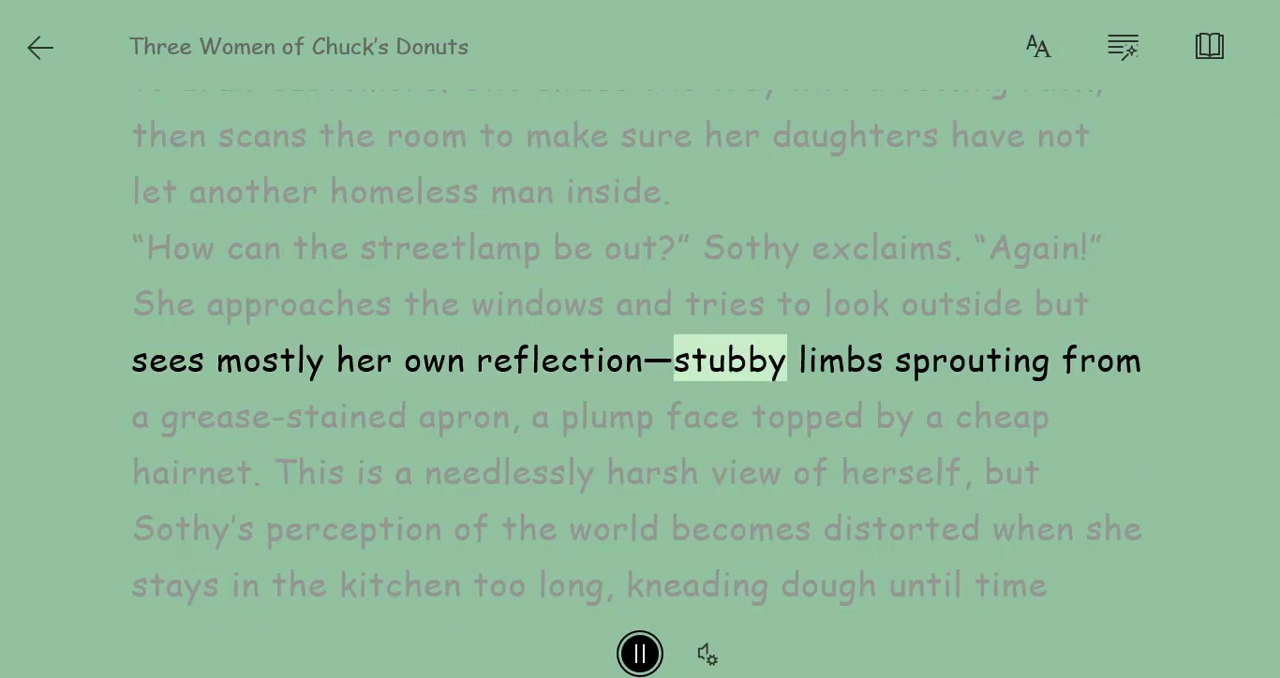 Three Women of Chuck's Donuts
then scans the room to make sure her daughters have not
let another homeless man inside.
“How can the streetlamp be out?” Sothy exclaims. “Again!”
She approaches the windows and tries to look outside but
sees mostly her own reflection—stubby limbs sprouting from
a grease-stained apron, a plump face topped by a cheap
hairnet. This is a needlessly harsh view of herself, but
Sothy's perception of the world becomes distorted when she
stays in the kitchen too long, kneading dough until time